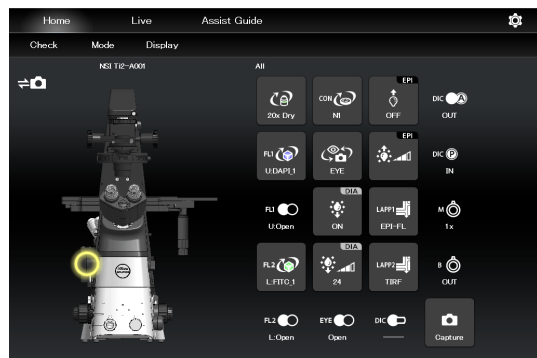 Home Live Assist Guide
Check Mode Display
NSI Ti2-A001
All
20x Dry
CON
N1
EPI
OFF
DIC A
OUT
FL1
U:DAPI_1
EYE
EPI
DIC P
IN
FL1
U:Open
DIA
ON
LAPP1
EPI-FL
M
1x
FL2
L:FITC_1
DIA
24
LAPP2
TIRF
B
OUT
FL2
L:Open
EYE
Open
DIC
Capture